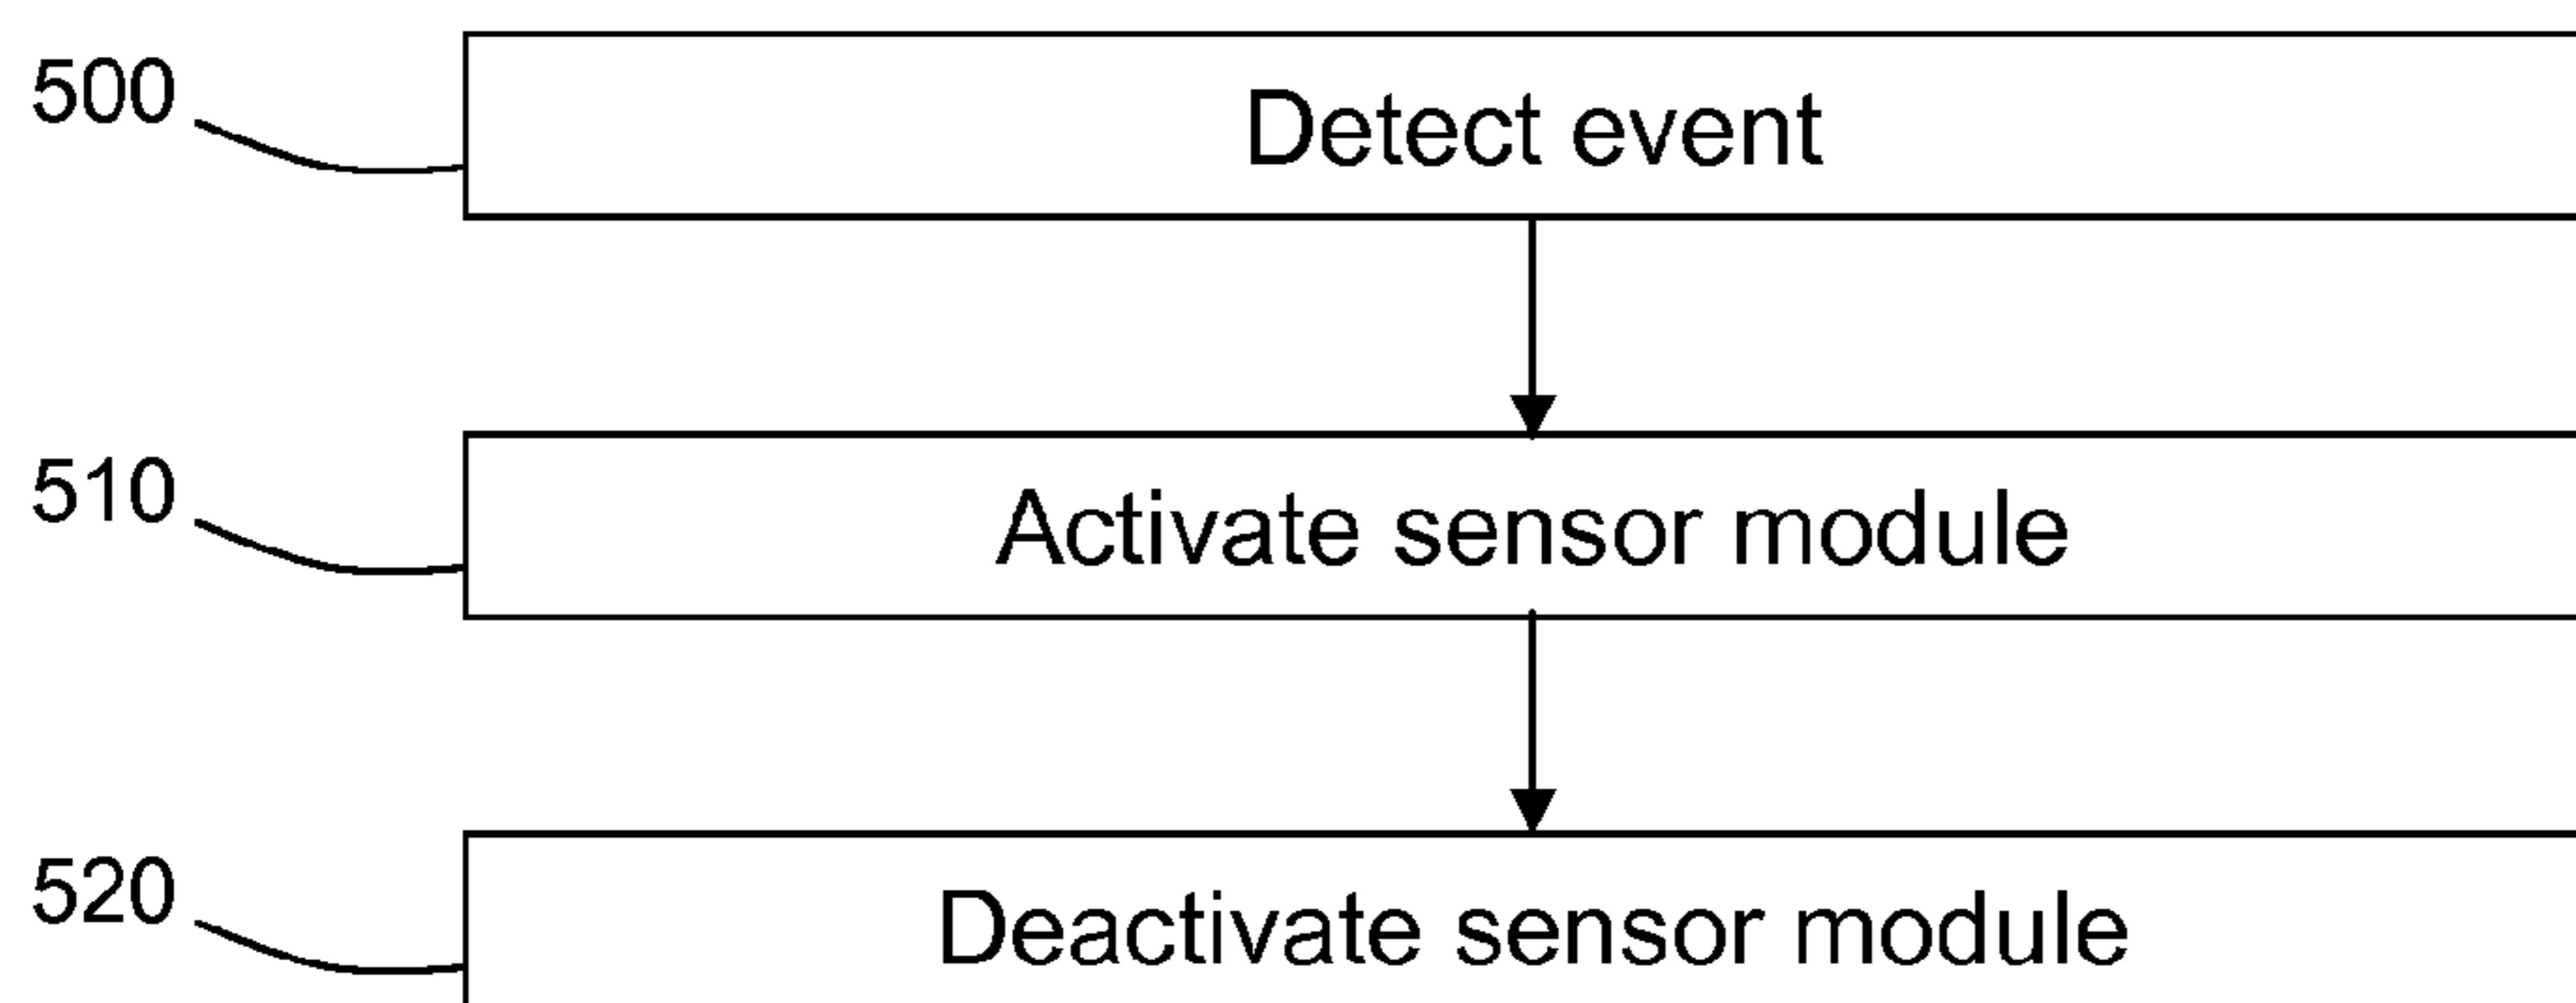 500
Detect event
510
Activate sensor module
520
Deactivate sensor module